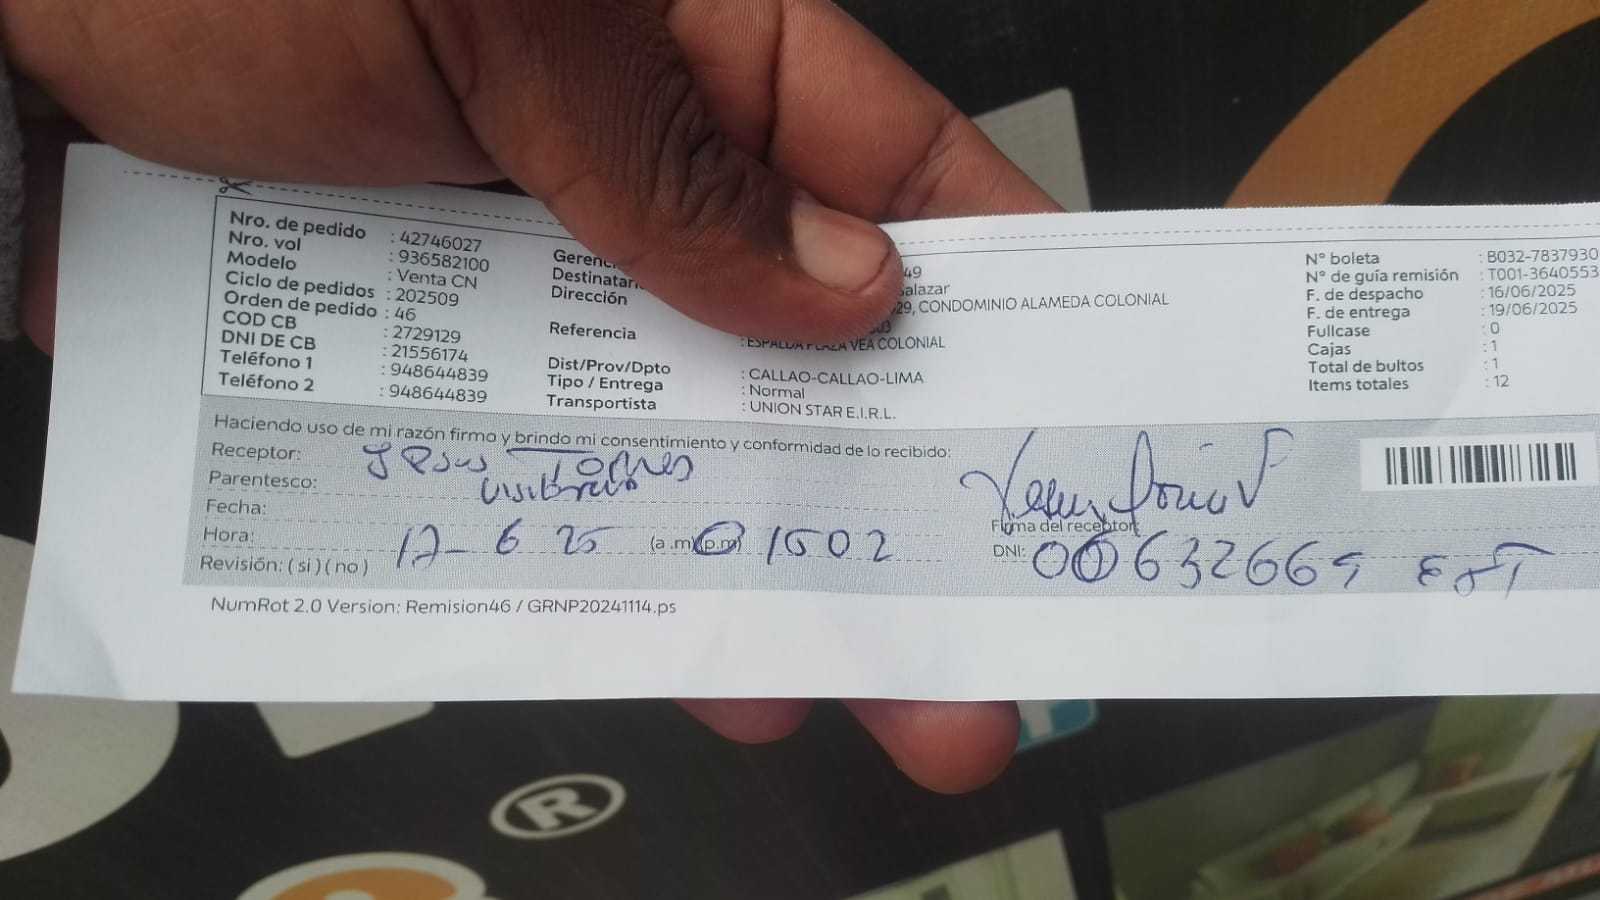 Nro. de pedido : 42746027
Nro. vol : 936582100
Modelo : Venta CN
Ciclo de pedidos : 202509
Orden de pedido : 46
COD CB : 2729129
DNI DE CB : 21556174
Teléfono 1 : 948644839
Teléfono 2 : 948644839
49
Destinatar
Salazar
Dirección
29, CONDOMINIO ALAMEDA COLONIAL
Referencia : ESPALDA PLAZA VEA COLONIAL
Dist/Prov/Dpto : CALLAO-CALLAO-LIMA
Tipo / Entrega : Normal
Transportista : UNION STAR E.I.R.L.
N° boleta : B032-7837930
N° de guía remisión : T001-3640553
F. de despacho : 16/06/2025
F. de entrega : 19/06/2025
Fullcase : 0
Cajas : 1
Total de bultos : 1
Items totales : 12
Haciendo uso de mi razón firmo y brindo mi consentimiento y conformidad de lo recibido:
Receptor: Jesus Torres
Parentesco:
Fecha:
Hora: 17-6 25 (a.m)(p.m) 1502
Revisión: (si) (no)
Firma del receptor:
DNI: 00632669
NumRot 2.0 Version: Remision46 / GRNP20241114.ps
®